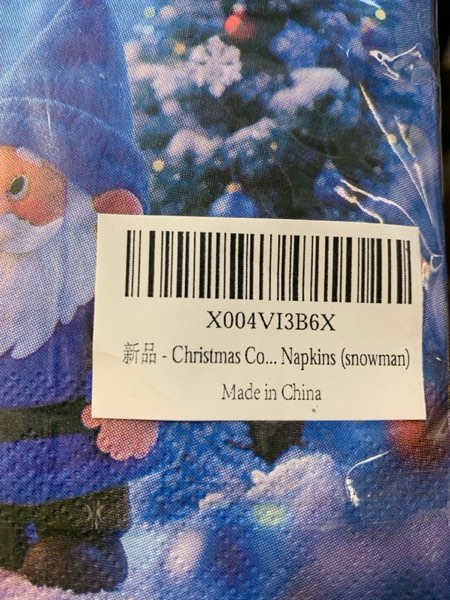 X004VI3B6X
新品 - Christmas Co... Napkins (snowman)
Made in China